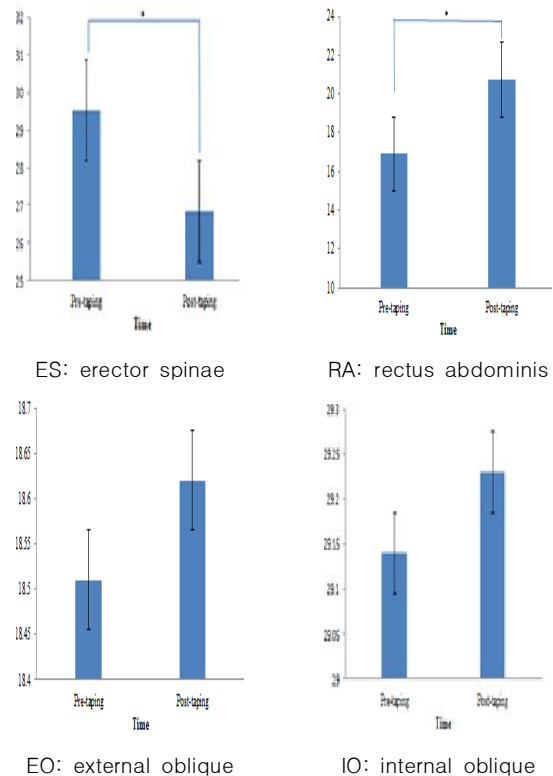 *
32
31
30
29
28
27
26
25
Pre-taping Post-taping
Time
ES: erector spinae
*
24
22
20
18
16
14
12
10
Pre-taping Post-taping
Time
RA: rectus abdominis
18.7
18.65
18.6
18.55
18.5
18.45
18.4
Pre-taping Post-taping
Time
EO: external oblique
29.3
29.25
29.2
29.15
29.1
29.05
29
Pre-taping Post-taping
Time
IO: internal oblique